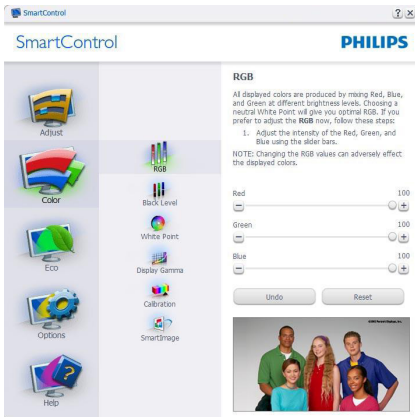 SmartControl
SmartControl
PHILIPS
Adjust
Color
Eco
Options
Help
RGB
Black Level
White Point
Display Gamma
Calibration
SmartImage
RGB
All displayed colors are produced by mixing Red, Blue,
and Green at different brightness levels. Choosing a
neutral White Point will give you optimal RGB. If you
prefer to adjust the RGB now, follow these steps:
1. Adjust the intensity of the Red, Green, and
Blue using the slider bars.
NOTE: Changing the RGB values can adversely effect
the displayed colors.
Red 100
Green 100
Blue 100
Undo Reset